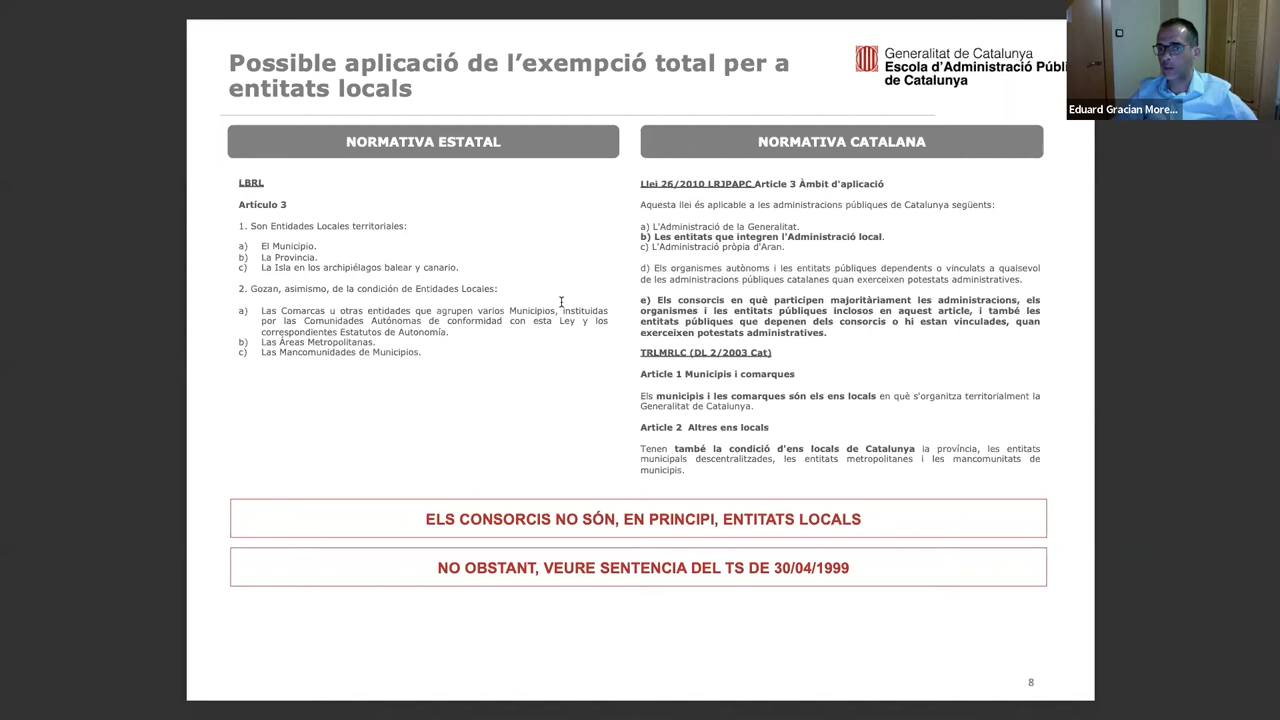 Possible aplicació de l'exempció total per a
entitats locals
Generalitat de Catalunya
Escola d'Administració Públi
de Catalunya
Eduard Gracian More...
NORMATIVA ESTATAL
LBRL
Artículo 3
1. Son Entidades Locales territoriales:
a) El Municipio.
b) La Provincia.
c) La Isla en los archipiélagos balear y canario.
2. Gozan, asimismo, de la condición de Entidades Locales:
a) Las Comarcas u otras entidades que agrupen varios Municipios, instituidas
por las Comunidades Autónomas de conformidad con esta Ley y los
correspondientes Estatutos de Autonomía.
b) Las Áreas Metropolitanas.
c) Las Mancomunidades de Municipios.
NORMATIVA CATALANA
Llei 26/2010 LRJPAPC Article 3 Àmbit d'aplicació
Aquesta llei és aplicable a les administracions públiques de Catalunya següents:
a) L'Administració de la Generalitat.
b) Les entitats que integren l'Administració local.
c) L'Administració pròpia d'Aran.
d) Els organismes autònoms i les entitats públiques dependents o vinculats a qualsevol
de les administracions públiques catalanes quan exerceixen potestats administratives.
e) Els consorcis en què participen majoritàriament les administracions, els
organismes i les entitats públiques inclosos en aquest article, i també les
entitats públiques que depenen dels consorcis o hi estan vinculades, quan
exerceixen potestats administratives.
TRLMRLC (DL 2/2003 Cat)
Article 1 Municipis i comarques
Els municipis i les comarques són els ens locals en què s'organitza territorialment la
Generalitat de Catalunya.
Article 2 Altres ens locals
Tenen també la condició d'ens locals de Catalunya la província, les entitats
municipals descentralitzades, les entitats metropolitanes i les mancomunitats de
municipis.
ELS CONSORCIS NO SÓN, EN PRINCIPI, ENTITATS LOCALS
NO OBSTANT, VEURE SENTENCIA DEL TS DE 30/04/1999
8